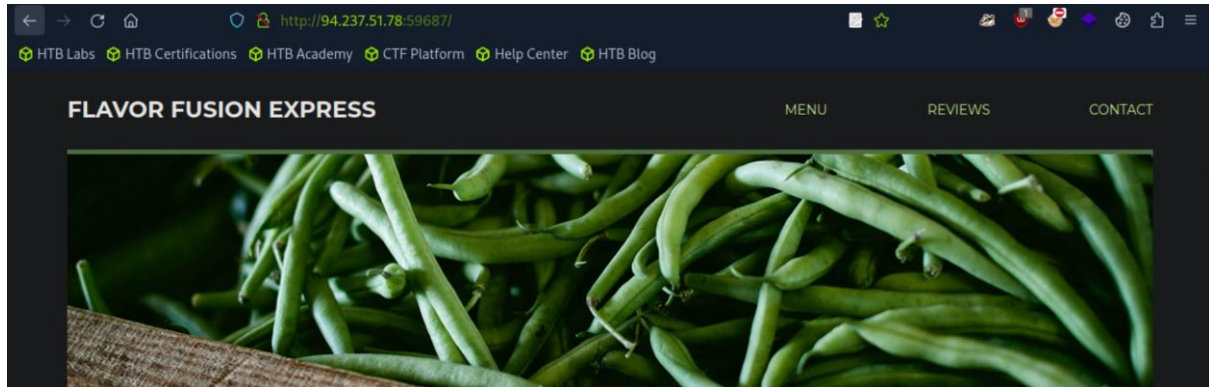 http://94.237.51.78:59687/
1
HTB Labs HTB Certifications HTB Academy CTF Platform Help Center HTB Blog
FLAVOR FUSION EXPRESS MENU REVIEWS CONTACT